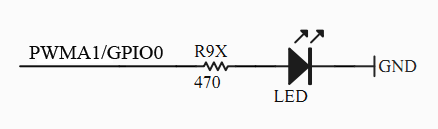 PWMA1/GPIO0
R9X
470
LED
GND